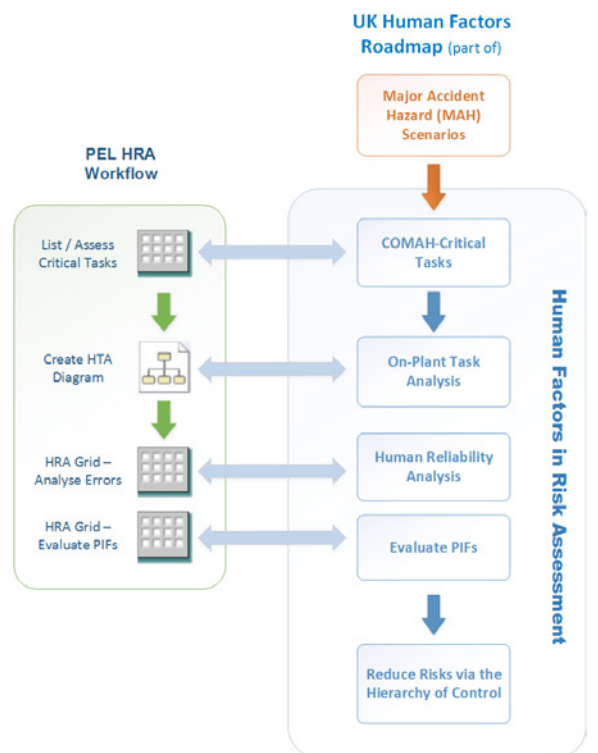 UK Human Factors
Roadmap (part of)
Major Accident
Hazard (MAH)
Scenarios
PEL HRA
Workflow
List / Assess
Critical Tasks
COMAH-Critical
Tasks
Create HTA
Diagram
On-Plant Task
Analysis
HRA Grid –
Analyse Errors
Human Reliability
Analysis
HRA Grid –
Evaluate PIFs
Evaluate PIFs
Reduce Risks via the
Hierarchy of Control
Human Factors in Risk Assessment